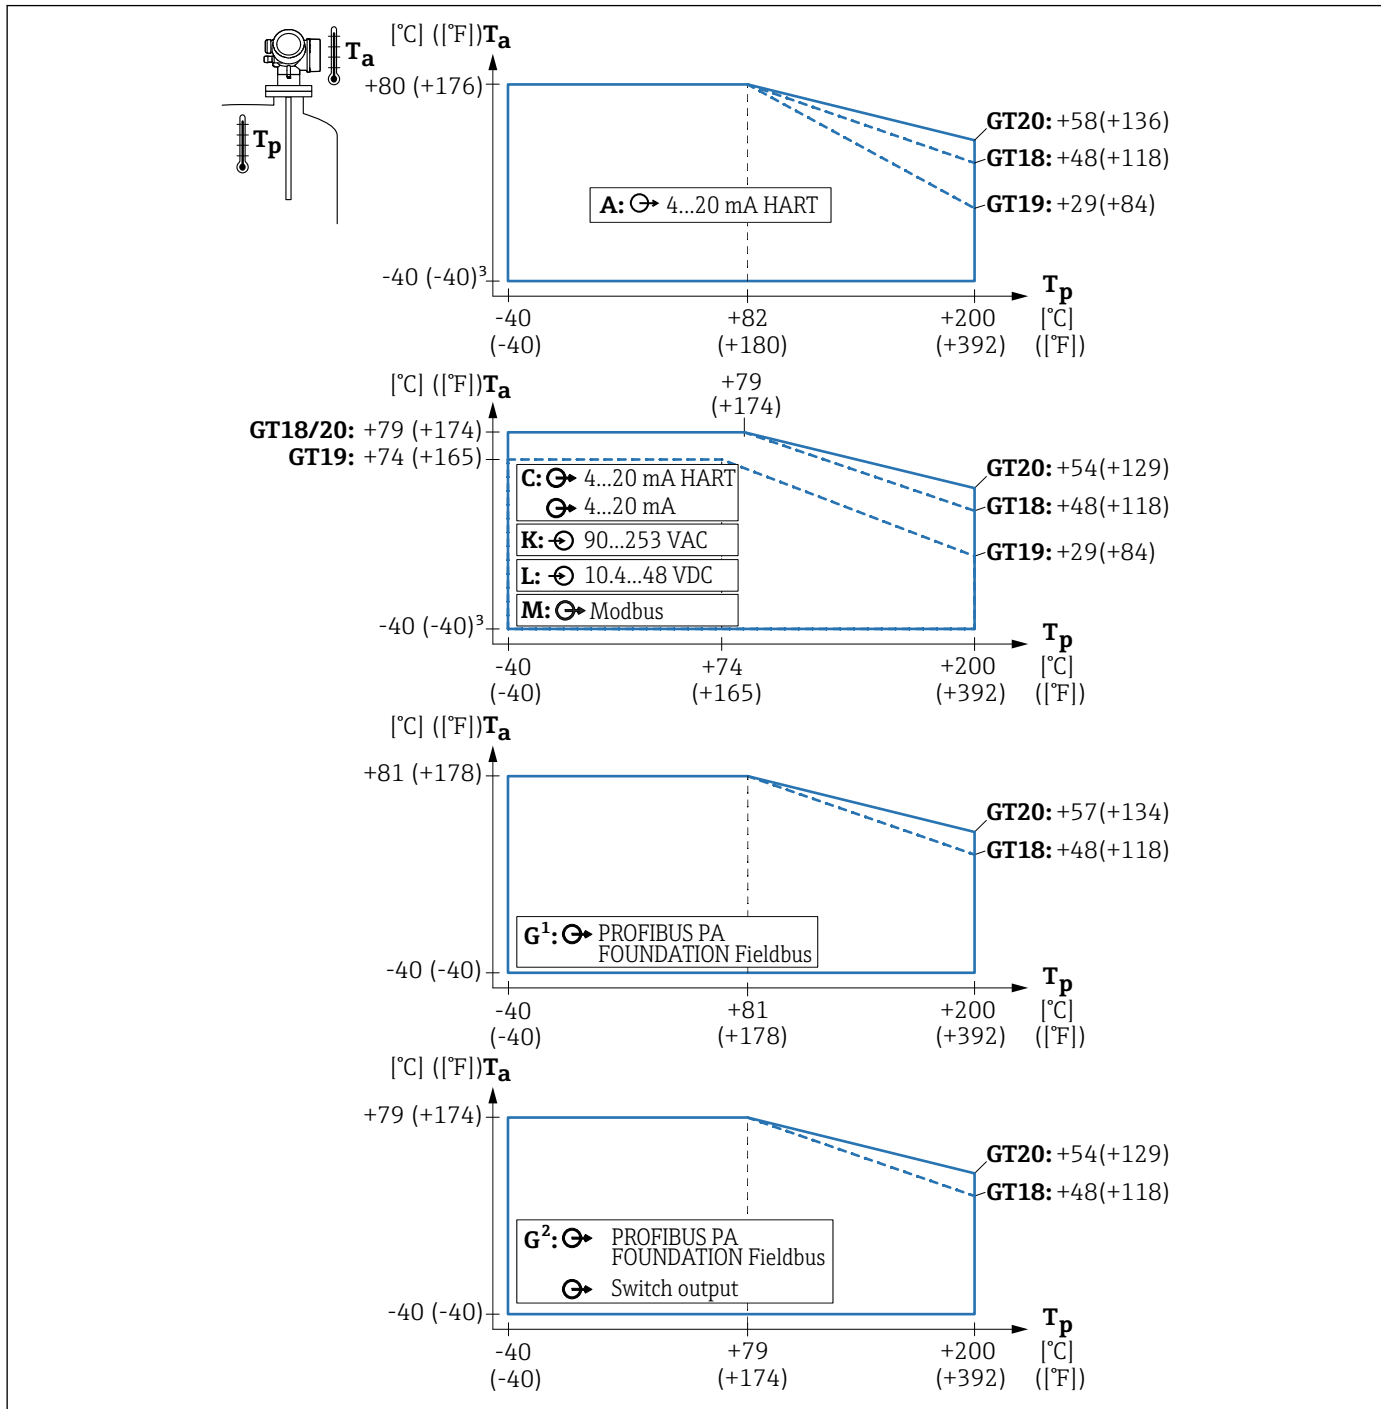 [°C] ([°F]) Ta
Ta
Tp
+80 (+176)
GT20: +58(+136)
GT18: +48(+118)
GT19: +29(+84)
A: 4...20 mA HART
-40 (-40)³
Tp
-40 +82 +200 [°C]
(-40) (+180) (+392) ([°F])
[°C] ([°F]) Ta
+79
(+174)
GT18/20: +79 (+174)
GT19: +74 (+165)
GT20: +54(+129)
GT18: +48(+118)
GT19: +29(+84)
C: 4...20 mA HART
4...20 mA
K: 90...253 VAC
L: 10.4...48 VDC
M: Modbus
-40 (-40)³
Tp
-40 +74 +200 [°C]
(-40) (+165) (+392) ([°F])
[°C] ([°F]) Ta
+81 (+178)
GT20: +57(+134)
GT18: +48(+118)
G¹: PROFIBUS PA
FOUNDATION Fieldbus
-40 (-40)
Tp
-40 +81 +200 [°C]
(-40) (+178) (+392) ([°F])
[°C] ([°F]) Ta
+79 (+174)
GT20: +54(+129)
GT18: +48(+118)
G²: PROFIBUS PA
FOUNDATION Fieldbus
Switch output
-40 (-40)
Tp
-40 +79 +200 [°C]
(-40) (+174) (+392) ([°F])